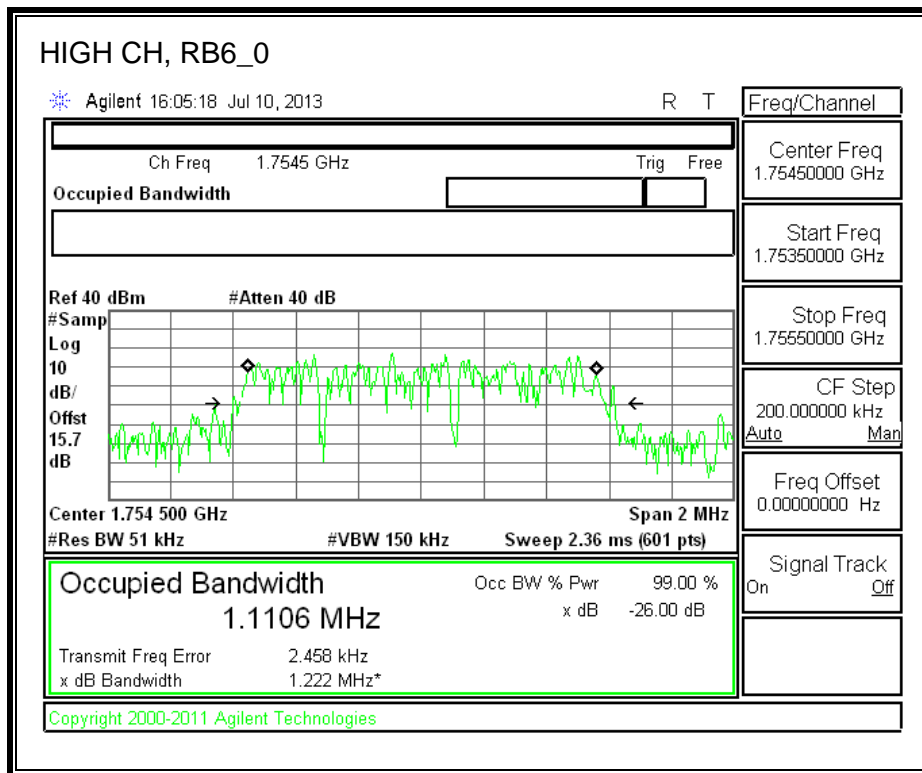 HIGH CH, RB6_0
Agilent 16:05:18 Jul 10, 2013 R T
Freq/Channel
Ch Freq 1.7545 GHz Trig Free
Occupied Bandwidth
Center Freq
1.75450000 GHz
Start Freq
1.75350000 GHz
Stop Freq
1.75550000 GHz
CF Step
200.000000 kHz
Auto Man
Freq Offset
0.00000000 Hz
Signal Track
On Off
Ref 40 dBm #Atten 40 dB
#Samp
Log
10
dB/
Offst
15.7
dB
Center 1.754 500 GHz Span 2 MHz
#Res BW 51 kHz #VBW 150 kHz Sweep 2.36 ms (601 pts)
Occupied Bandwidth Occ BW % Pwr 99.00 %
1.1106 MHz x dB -26.00 dB
Transmit Freq Error 2.458 kHz
x dB Bandwidth 1.222 MHz*
Copyright 2000-2011 Agilent Technologies